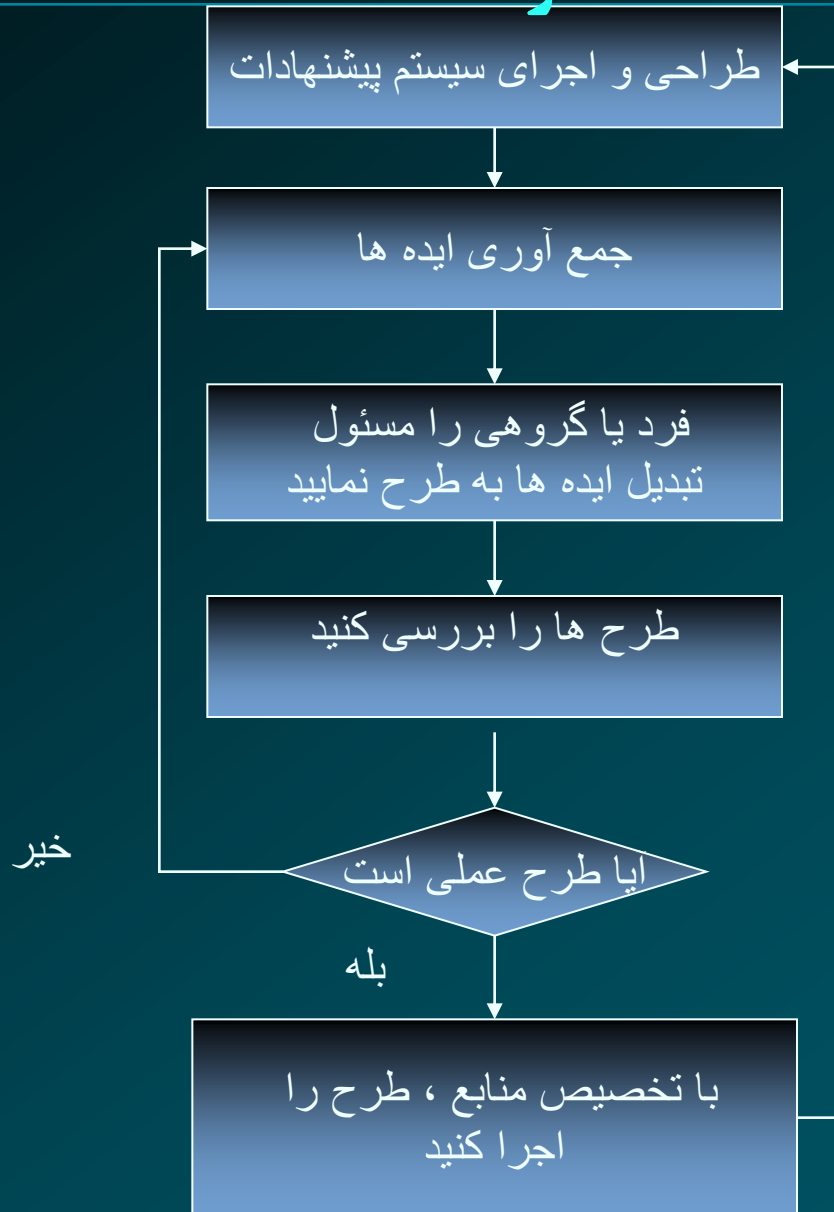 طراحی و اجرای سیستم پیشنهادات
جمع آوری ایده ها
فرد یا گروهی را مسئول
تبدیل ایده ها به طرح نمایید
طرح ها را بررسی کنید
ایا طرح عملی است
خیر
بله
با تخصیص منابع ، طرح را
اجرا کنید